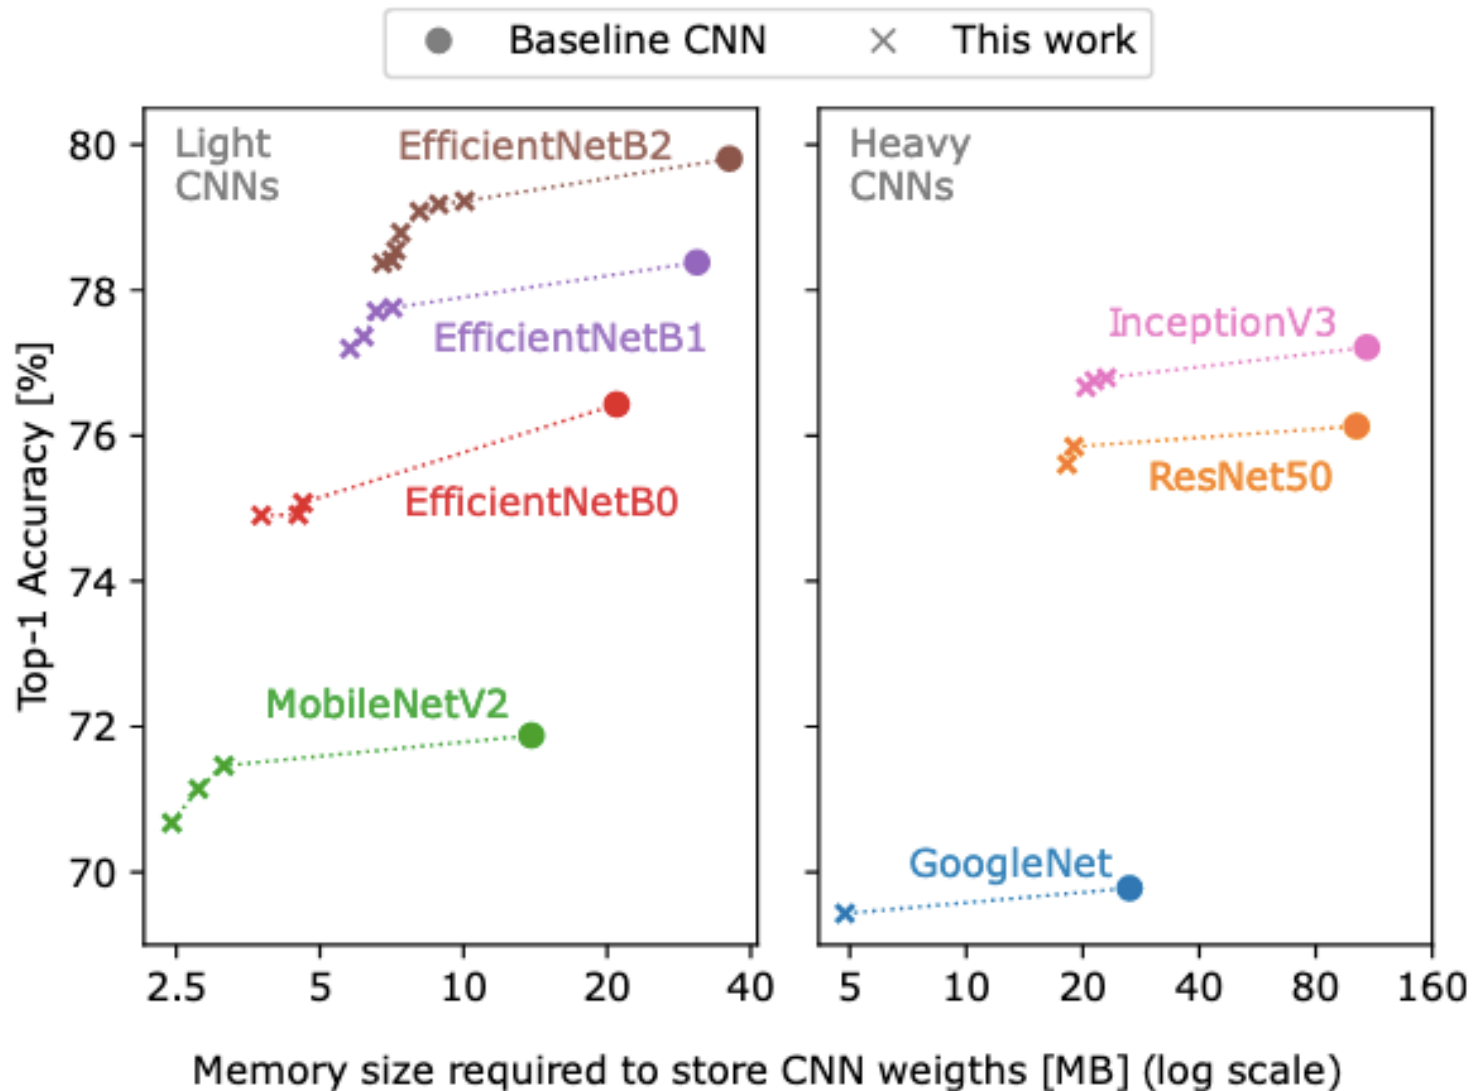 Baseline CNN
This work
Light
CNNs
EfficientNetB2
EfficientNetB1
EfficientNetB0
MobileNetV2
Heavy
CNNs
InceptionV3
ResNet50
GoogleNet
Top-1 Accuracy [%]
80
78
76
74
72
70
2.5 5 10 20 40
5 10 20 40 80 160
Memory size required to store CNN weigths [MB] (log scale)